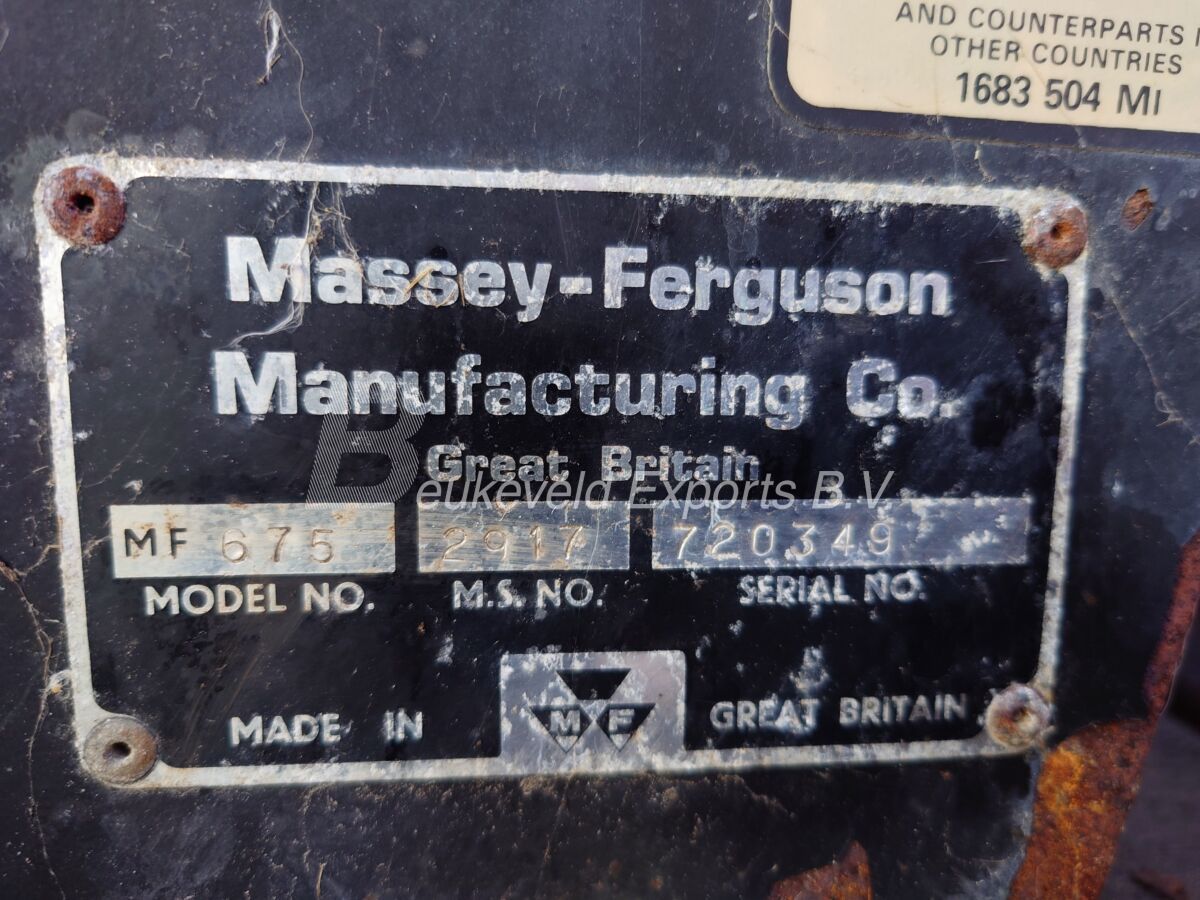 AND COUNTERPARTS
OTHER COUNTRIES
1683 504 MI
Massey-Ferguson
Manufacturing Co.
Great Britain
Beukeveld Exports B.V.
MF 675 2917 720349
MODEL NO. M.S. NO. SERIAL NO.
MADE IN MF GREAT BRITAIN